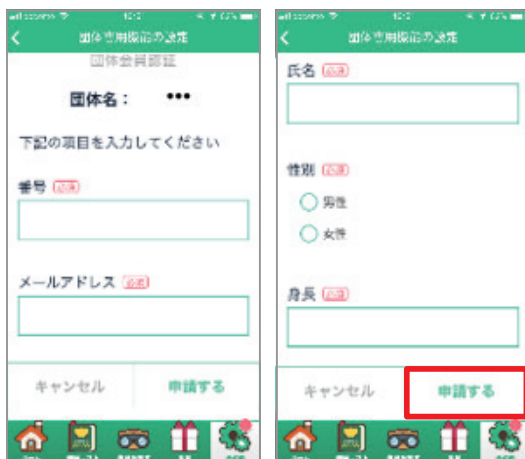 団体専用機能の設定
団体会員認証
団体名： •••
下記の項目を入力してください
番号 必須
メールアドレス 必須
キャンセル 申請する
団体専用機能の設定
氏名 必須
性別 必須
男性
女性
身長 必須
キャンセル 申請する